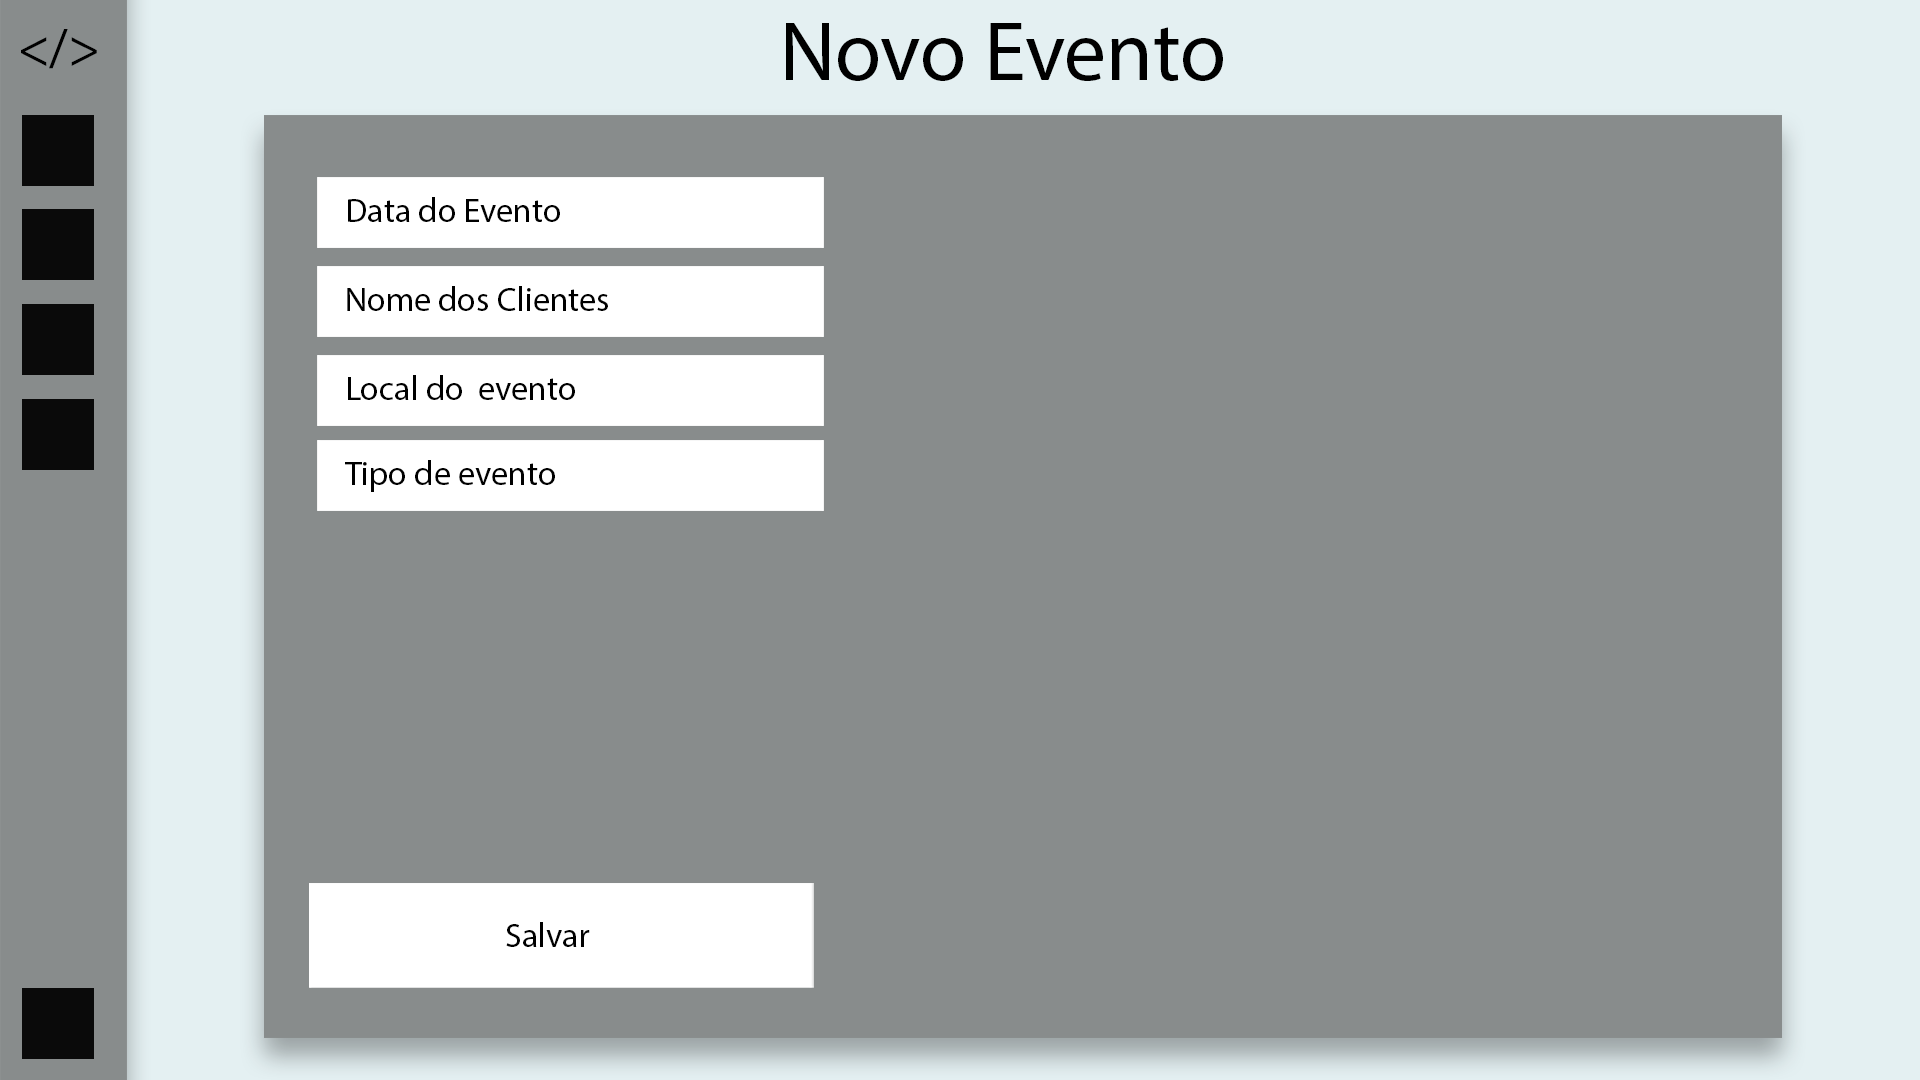 </>
Novo Evento
Data do Evento
Nome dos Clientes
Local do  evento
Tipo de evento
Salvar